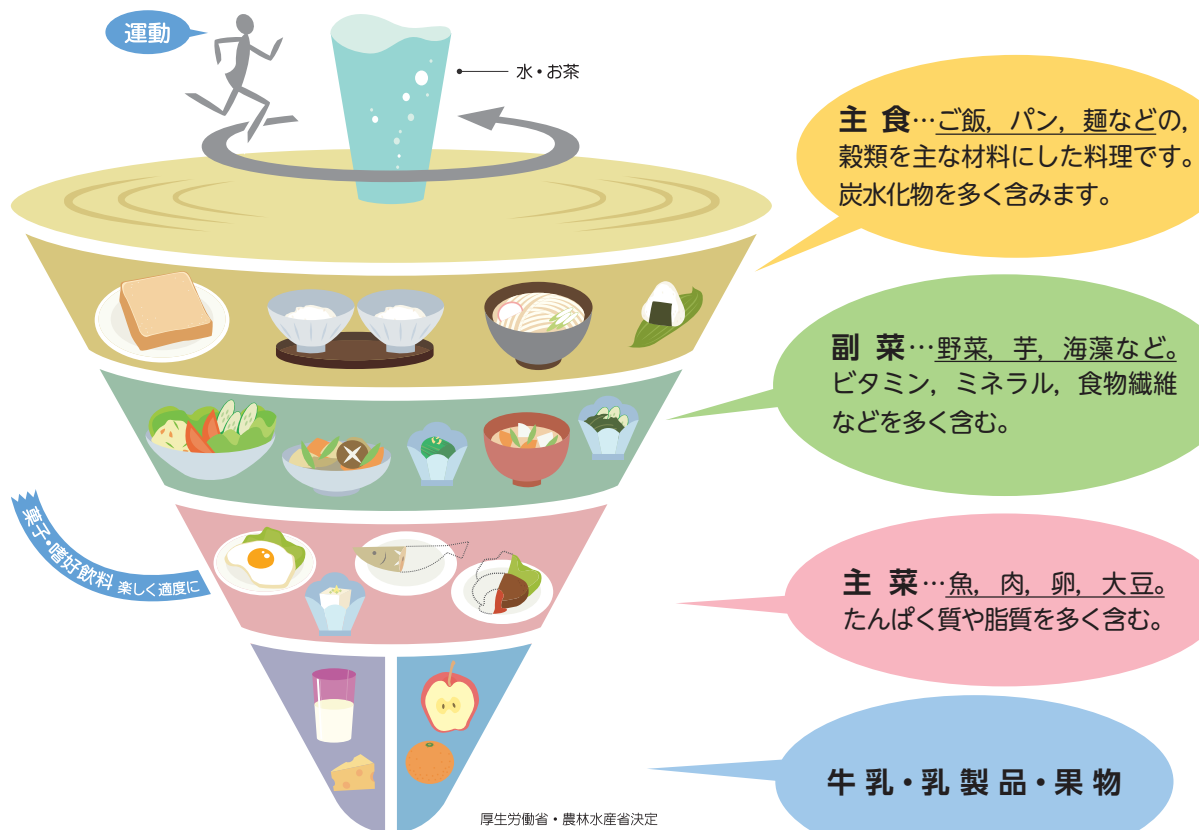 運動
水・お茶
主 食…ご飯，パン，麺などの，
穀類を主な材料にした料理です。
炭水化物を多く含みます。
副 菜…野菜，芋，海藻など。
ビタミン，ミネラル，食物繊維
などを多く含む。
菓子・嗜好飲料 楽しく適度に
主 菜…魚，肉，卵，大豆。
たんぱく質や脂質を多く含む。
牛乳・乳製品・果物
厚生労働省・農林水産省決定